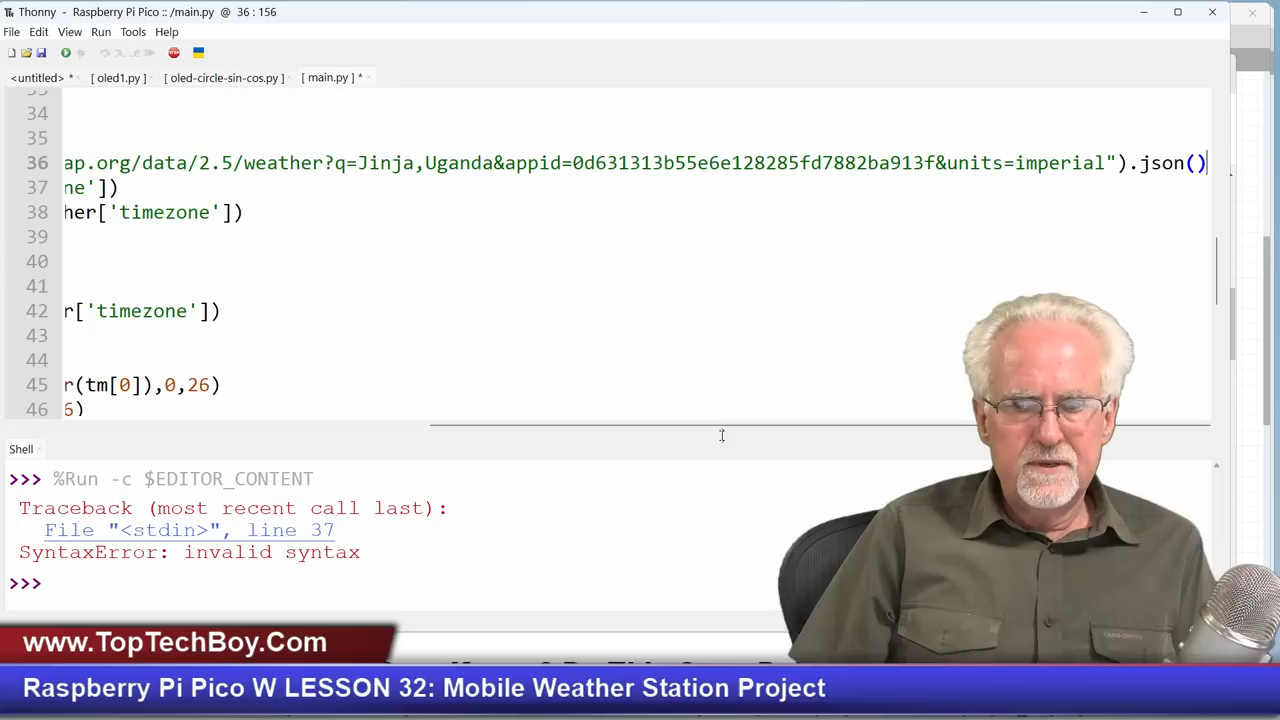 Thonny - Raspberry Pi Pico :: /main.py @ 36 : 156
File Edit View Run Tools Help
<untitled> * [ oled1.py ] [ oled-circle-sin-cos.py ] [ main.py ] *
34
35
36 ap.org/data/2.5/weather?q=Jinja,Uganda&appid=0d631313b55e6e128285fd7882ba913f&units=imperial").json()
37 ne'])
38 her['timezone'])
39
40
41
42 r['timezone'])
43
44
45 r(tm[0]),0,26)
46 6)
Shell
>>> %Run -c $EDITOR_CONTENT
Traceback (most recent call last):
File "<stdin>", line 37
SyntaxError: invalid syntax
>>>
www.TopTechBoy.Com
Raspberry Pi Pico W LESSON 32: Mobile Weather Station Project